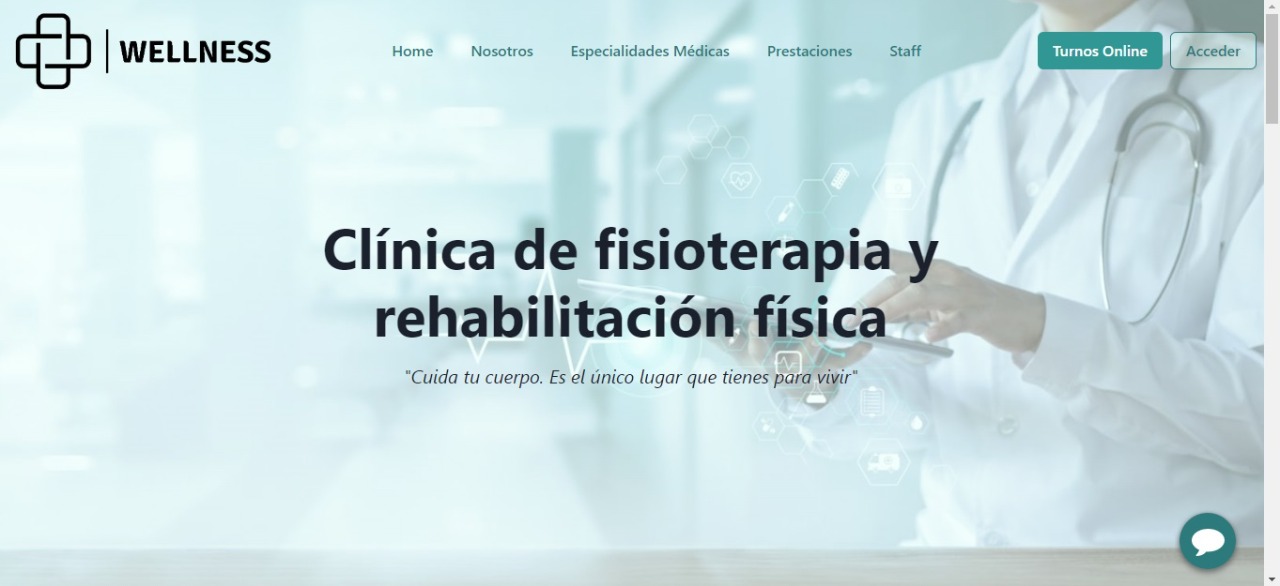 WELLNESS
Home Nosotros Especialidades Médicas Prestaciones Staff Turnos Online Acceder
Clínica de fisioterapia y
rehabilitación física
"Cuida tu cuerpo. Es el único lugar que tienes para vivir"